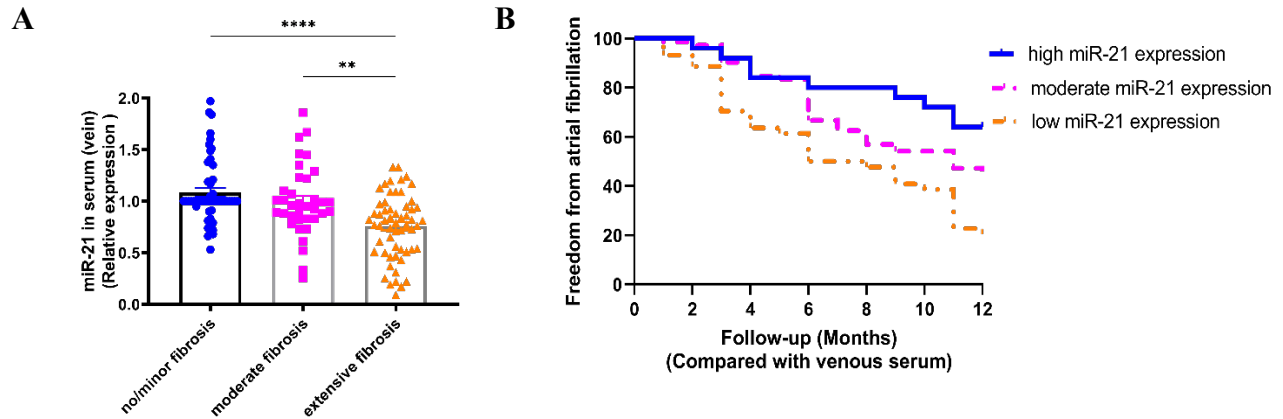 A
****
**
miR-21 in serum (vein)
(Relative expression )
2.0
1.5
1.0
0.5
0.0
no/minor fibrosis
moderate fibrosis
extensive fibrosis
B
Freedom from atrial fibrillation
100
80
60
40
20
0
0 2 4 6 8 10 12
Follow-up (Months)
(Compared with venous serum)
high miR-21 expression
moderate miR-21 expression
low miR-21 expression